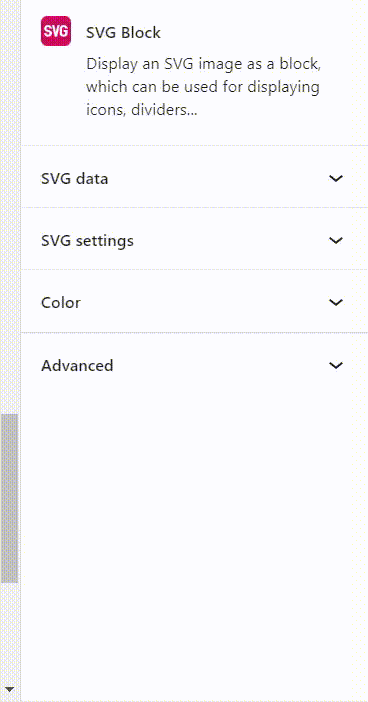 SVG
SVG Block
Display an SVG image as a block,
which can be used for displaying
icons, dividers...
SVG data
SVG settings
Color
Advanced